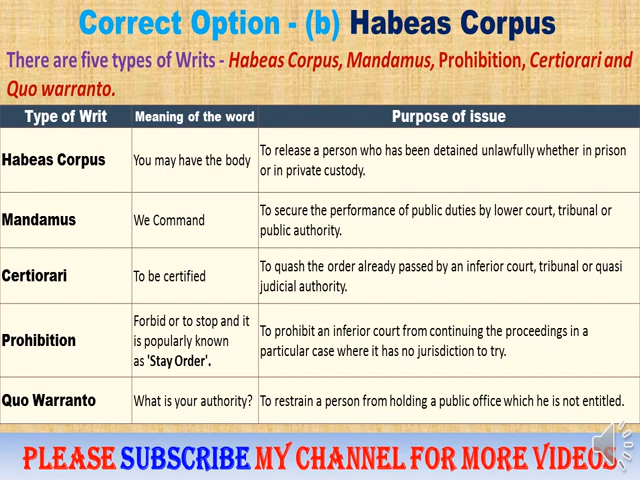 Correct Option - (b) Habeas Corpus
There are five types of Writs - Habeas Corpus, Mandamus, Prohibition, Certiorari and
Quo warranto.
Type of Writ Meaning of the word Purpose of issue
Habeas Corpus You may have the body To release a person who has been detained unlawfully whether in prison
or in private custody.
Mandamus We Command To secure the performance of public duties by lower court, tribunal or
public authority.
Certiorari To be certified To quash the order already passed by an inferior court, tribunal or quasi
judicial authority.
Prohibition Forbid or to stop and it
is popularly known
as 'Stay Order'. To prohibit an inferior court from continuing the proceedings in a
particular case where it has no jurisdiction to try.
Quo Warranto What is your authority? To restrain a person from holding a public office which he is not entitled.
PLEASE SUBSCRIBE MY CHANNEL FOR MORE VIDEOS